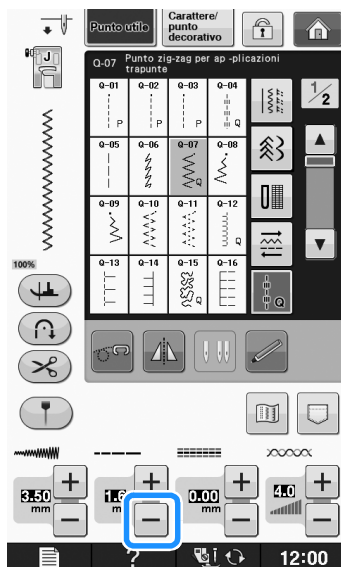 Punto utile
Carattere/
punto
decorativo
J
Q-07 Punto zig-zag per ap -plicazioni
trapunte
1/2
Q-01 Q-02 Q-03 Q-04
P P P Q
Q-05 Q-06 Q-07 Q-08
Q
Q-09 Q-10 Q-11 Q-12
Q
Q-13 Q-14 Q-15 Q-16
Q
Q
100%
3.50
mm
+
-
1.6
mm
+
-
0.00
mm
+
-
4.0
+
-
?
12:00